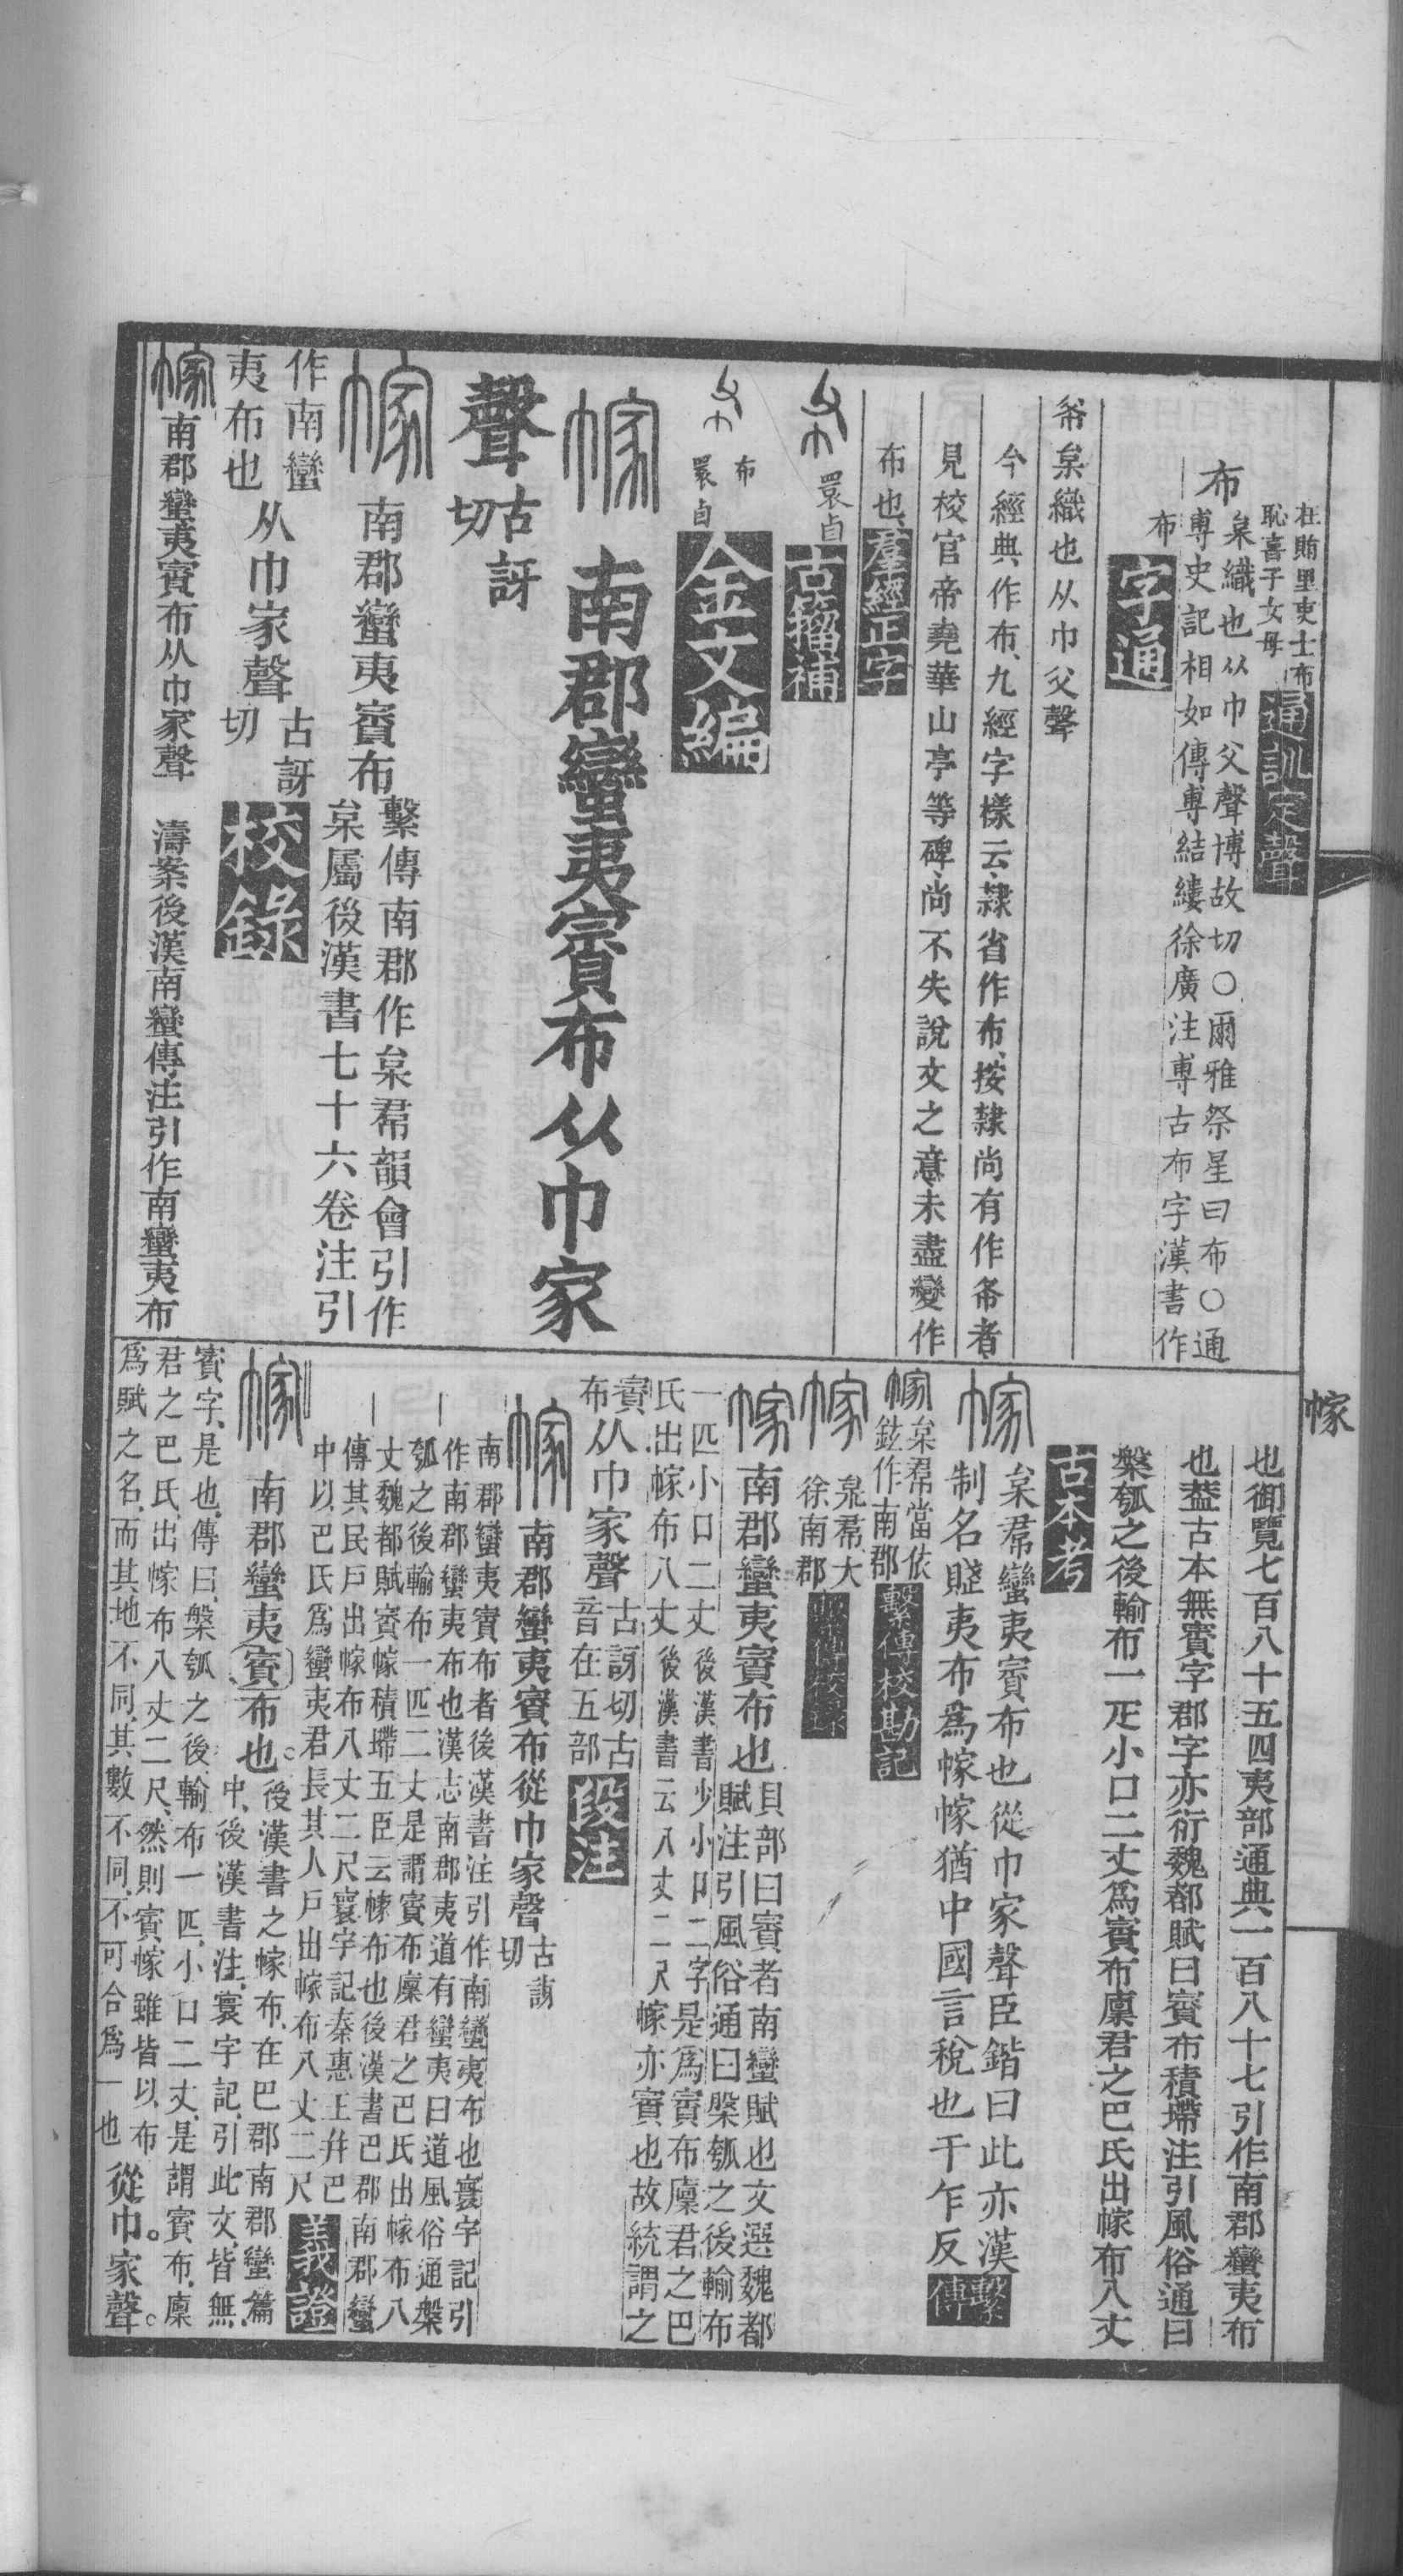 枉賄里吏士布
恥喜子女毋
通訓定聲
布
枲織也从巾父聲博故切○爾雅祭星曰布○通
尃史記相如傳尃結縷徐廣注尃古布字漢書作
布
字通
枲織也从巾父聲
今經典作布九經字樣云隷省作布按隷尚有作㠯者
見校官帝堯華山亭等碑尚不失說文之意未盡變作
布也
羣經正字
睘卣
古籀補
布
睘卣
金文編
幏
南郡蠻夷賨布从巾家
聲
古訝
切
幏
南郡蠻夷賨布
繫傳南郡作枲帬韻會引作
枲屬後漢書七十六卷注引
作南蠻
夷布也
从巾家聲
古訝
切
校錄
幏
南郡蠻夷賨布从巾家聲
濤案後漢南蠻傳注引作南蠻夷布
幏
也御覽七百八十五四夷部通典一百八十七引作南郡蠻夷布
也葢古本無賨字郡字亦衍魏都賦曰賨布積㙜注引風俗通曰
槃瓠之後輸布一疋小口二丈爲賨布廩君之巴氏出幏布八丈
古本考
幏
枲帬蠻夷賨布也從巾家聲臣鍇曰此亦漢
制名賧夷布爲幏幏猶中國言稅也干乍反
繫傳
幏
枲帬當依
鉉作南郡
繫傳校勘記
幏
枲帬大
徐南郡
繫傳校錄
幏
南郡蠻夷賨布也
貝部曰賨者南蠻賦也文選魏都
賦注引風俗通曰槃瓠之後輸布
一匹小口二丈
後漢書少小口二字
是爲賨布廩君之巴
氏出幏布八丈
後漢書云八丈二尺
幏亦賨也故統謂之
賨
布
从巾家聲
古訝切古
音在五部
段注
幏
南郡蠻夷賨布從巾家聲
古訝
切
南郡蠻夷賨布者後漢書注引作南蠻夷布也寰宇記引
作南郡蠻夷布也漢志南郡夷道有蠻夷曰道風俗通槃
瓠之後輸布一匹二丈是謂賨布廩君之巴氏出幏布八
丈魏都賦賨幏積㙜五臣云幏布也後漢書巴郡南郡蠻
傳其民戸出幏布八丈二尺寰宇記秦惠王幷巴
中以巴氏爲蠻夷君長其人戸出幏布八丈二尺
義證
幏
南郡蠻夷賨布也
後漢書之幏布在巴郡南郡蠻篇
中後漢書注寰宇記引此文皆無
賨字是也傳曰槃瓠之後輸布一匹小口二丈是謂賨布廩
君之巴氏出幏布八丈二尺然則賨幏雖皆以布
爲賦之名而其地不同其數不同不可合爲一也
從巾家聲